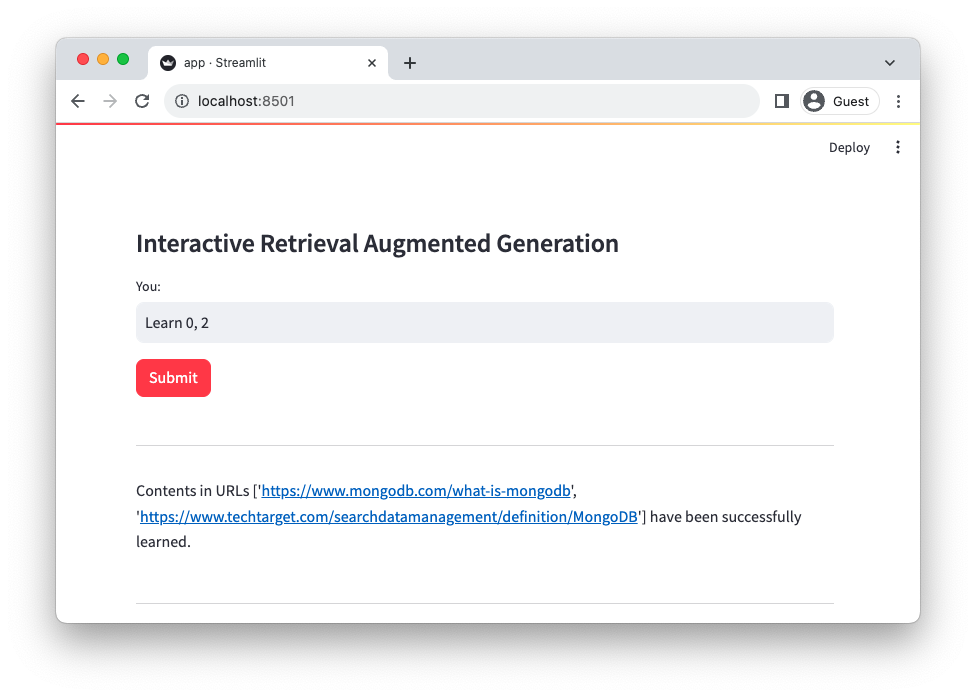 app · Streamlit
localhost:8501
Guest
Deploy
Interactive Retrieval Augmented Generation
You:
Learn 0, 2
Submit
Contents in URLs ['https://www.mongodb.com/what-is-mongodb',
'https://www.techtarget.com/searchdatamanagement/definition/MongoDB'] have been successfully
learned.